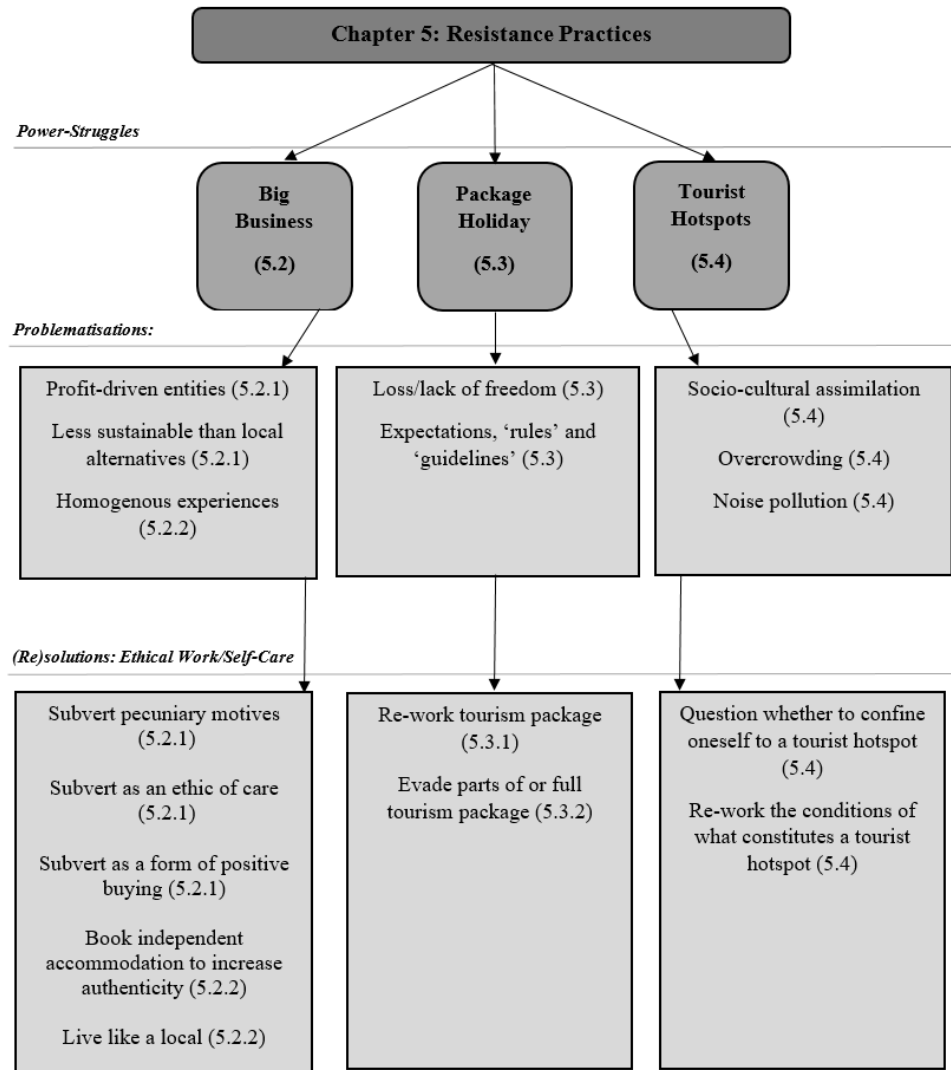 Chapter 5: Resistance Practices
Power-Struggles
Big
Business
(5.2)
Package
Holiday
(5.3)
Tourist
Hotspots
(5.4)
Problematisations:
Profit-driven entities (5.2.1)
Less sustainable than local
alternatives (5.2.1)
Homogenous experiences
(5.2.2)
Loss/lack of freedom (5.3)
Expectations, ‘rules’ and
‘guidelines’ (5.3)
Socio-cultural assimilation
(5.4)
Overcrowding (5.4)
Noise pollution (5.4)
(Re)solutions: Ethical Work/Self-Care
Subvert pecuniary motives
(5.2.1)
Subvert as an ethic of care
(5.2.1)
Subvert as a form of positive
buying (5.2.1)
Book independent
accommodation to increase
authenticity (5.2.2)
Live like a local (5.2.2)
Re-work tourism package
(5.3.1)
Evade parts of or full
tourism package (5.3.2)
Question whether to confine
oneself to a tourist hotspot
(5.4)
Re-work the conditions of
what constitutes a tourist
hotspot (5.4)